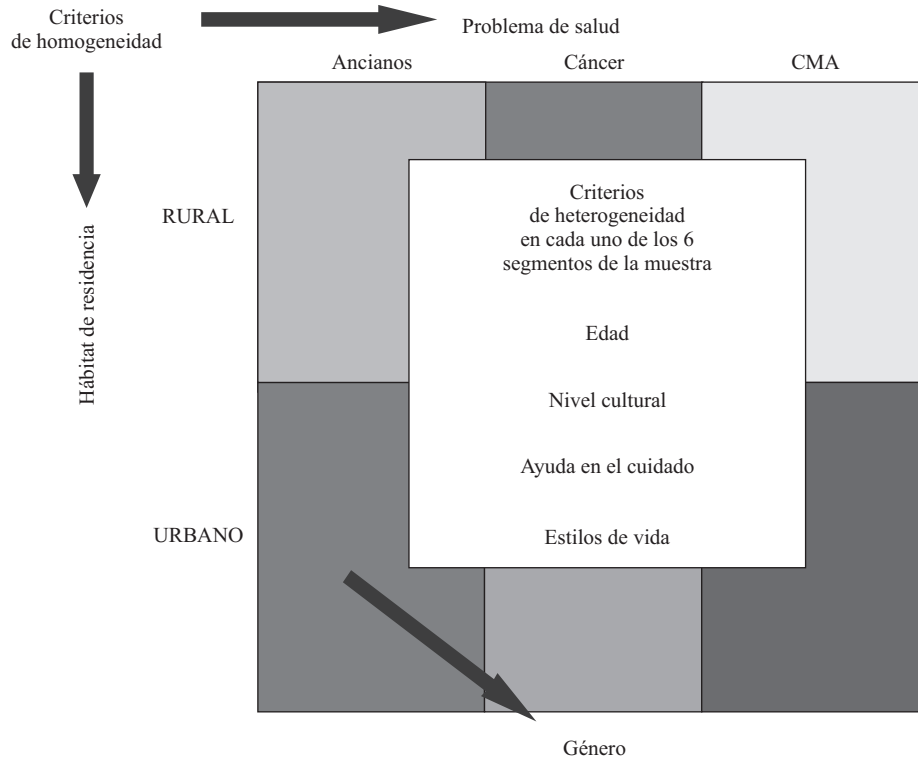 Criterios
de homogeneidad
Problema de salud
Ancianos
Cáncer
CMA
RURAL
Hábitat de residencia
Criterios
de heterogeneidad
en cada uno de los 6
segmentos de la muestra
Edad
Nivel cultural
Ayuda en el cuidado
URBANO
Estilos de vida
Género